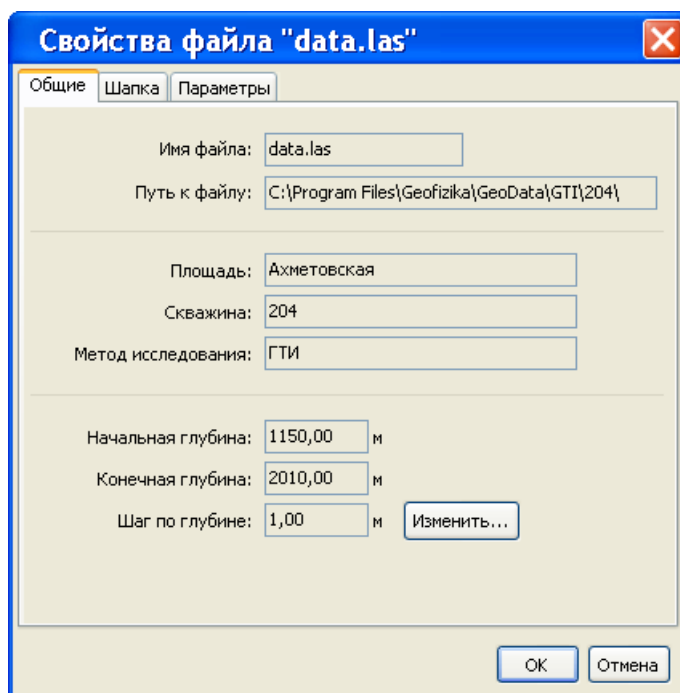 Свойства файла "data.las"
Общие Шапка Параметры
Имя файла: data.las
Путь к файлу: C:\Program Files\Geofizika\GeoData\GTI\204\
Площадь: Ахметовская
Скважина: 204
Метод исследования: ГТИ
Начальная глубина: 1150,00 м
Конечная глубина: 2010,00 м
Шаг по глубине: 1,00 м Изменить...
OK Отмена